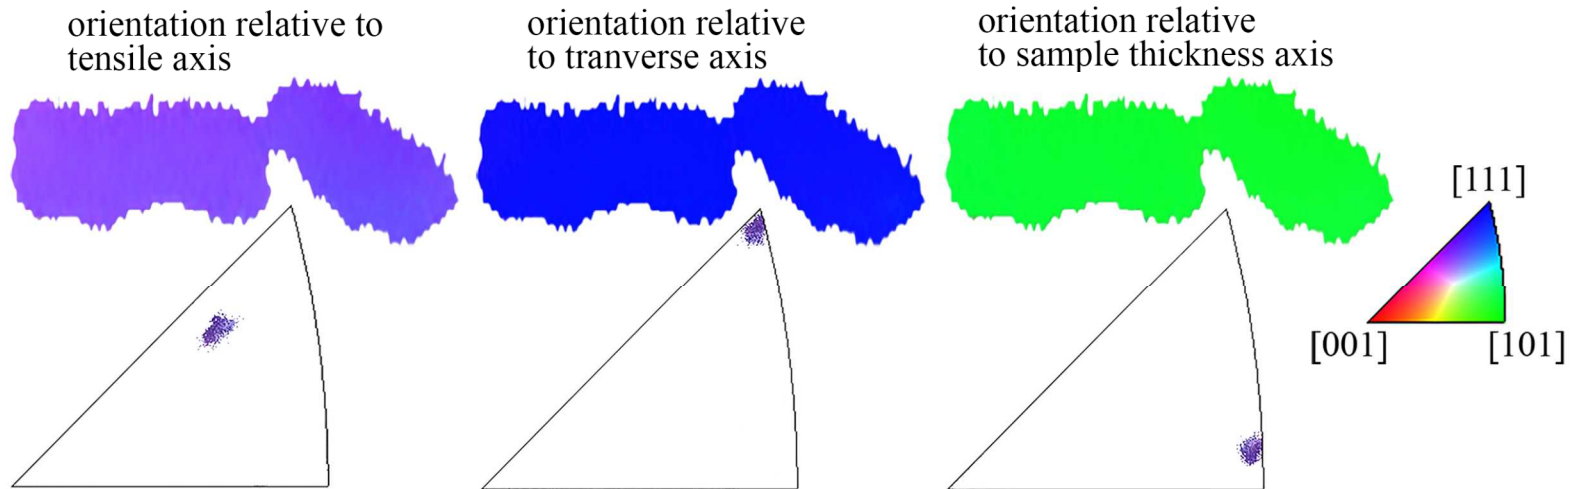 orientation relative to
tensile axis
orientation relative
to tranverse axis
orientation relative
to sample thickness axis
[111]
[001]
[101]